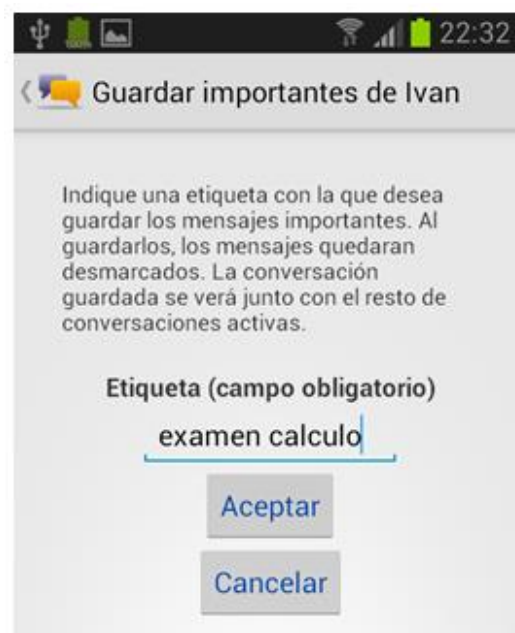 22:32
Guardar importantes de Ivan
Indique una etiqueta con la que desea
guardar los mensajes importantes. Al
guardarlos, los mensajes quedaran
desmarcados. La conversación
guardada se verá junto con el resto de
conversaciones activas.
Etiqueta (campo obligatorio)
examen calculo
Aceptar
Cancelar